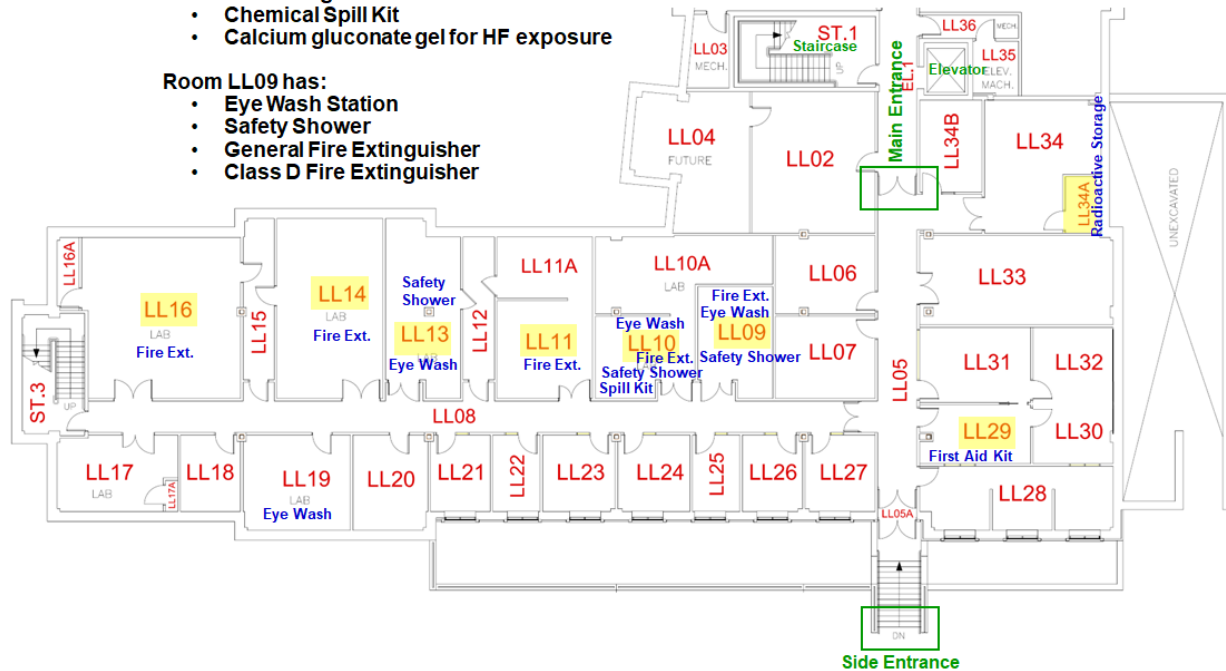 • Chemical Spill Kit
• Calcium gluconate gel for HF exposure
Room LL09 has:
• Eye Wash Station
• Safety Shower
• General Fire Extinguisher
• Class D Fire Extinguisher
LL03
MECH.
ST.1
Staircase
UP
Main Entrance
EL.1
LL36
MECH.
LL35
ELEV.
MACH.
Elevator
LL04
FUTURE
LL02
LL34B
LL34
LL34A
Radioactive Storage
UNEXCAVATED
LL16A
LL16
LAB
Fire Ext.
LL15
LL14
LAB
Fire Ext.
Safety
Shower
LL13
LAB
Eye Wash
LL12
LL11A
LL11
Fire Ext.
LL10A
LAB
Eye Wash
LL10
Fire Ext.
Safety Shower
Spill Kit
Fire Ext.
Eye Wash
LL09
Safety Shower
LL06
LL07
LL05
LL33
LL31
LL32
LL29
First Aid Kit
LL30
ST.3
UP
LL08
LL17
LAB
LL17A
LL18
LL19
LAB
Eye Wash
LL20
LL21
LL22
LL23
LL24
LL25
LL26
LL27
LL05A
LL28
DN
Side Entrance